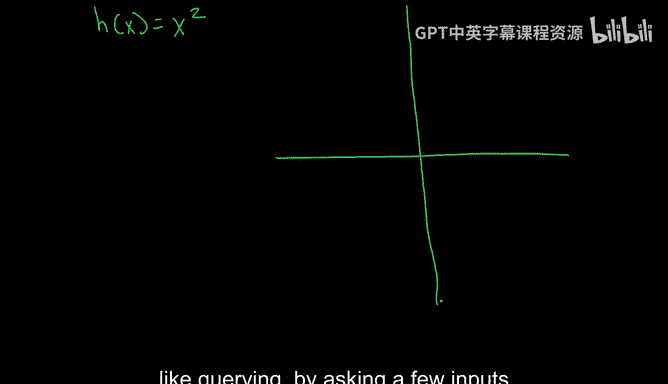 h(x) = x²
GPT中英字幕课程资源 bilibili
like querying, by asking a few inputs